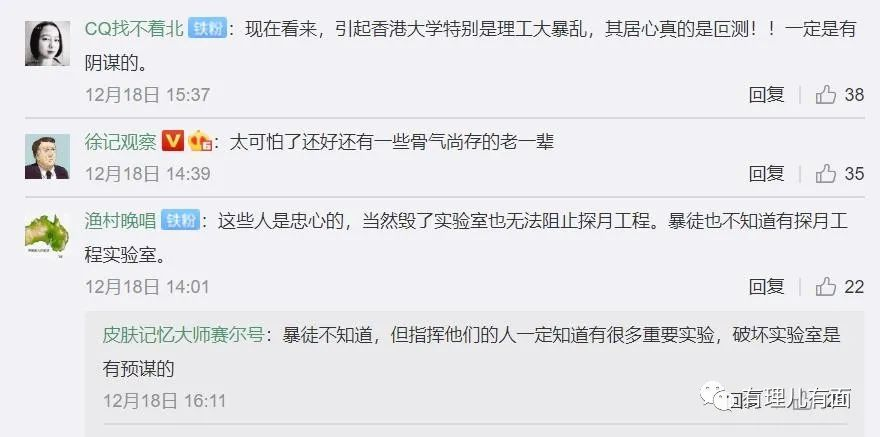 CQ找不着北 铁粉：现在看来，引起香港大学特别是理工大暴乱，其居心真的是叵测！！一定是有
阴谋的。
12月18日 15:37 回复 38
徐记观察 V：太可怕了还好还有一些骨气尚存的老一辈
12月18日 14:39 回复 35
渔村晚唱 铁粉：这些人是忠心的，当然毁了实验室也无法阻止探月工程。暴徒也不知道有探月工
程实验室。
12月18日 14:01 回复 22
皮肤记忆大师赛尔号：暴徒不知道，但指挥他们的人一定知道有很多重要实验，破坏实验室是
有预谋的
12月18日 16:11 回复
有理儿有面